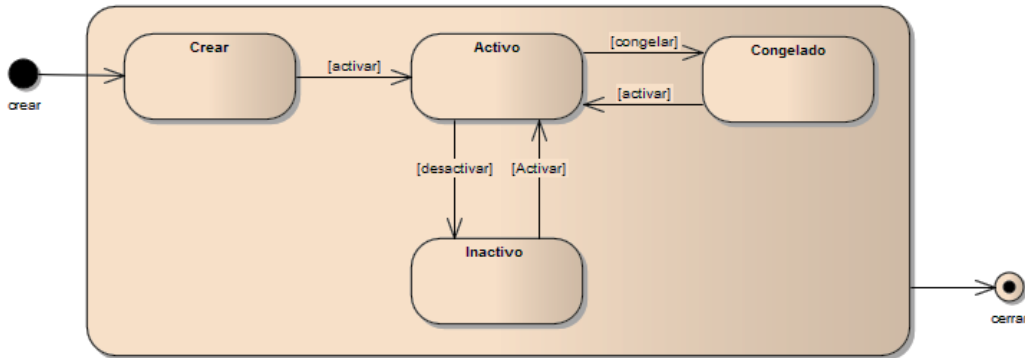 Crear
Activo
Congelado
[congelar]
[activar]
[activar]
crear
[desactivar]
[Activar]
Inactivo
cerrar